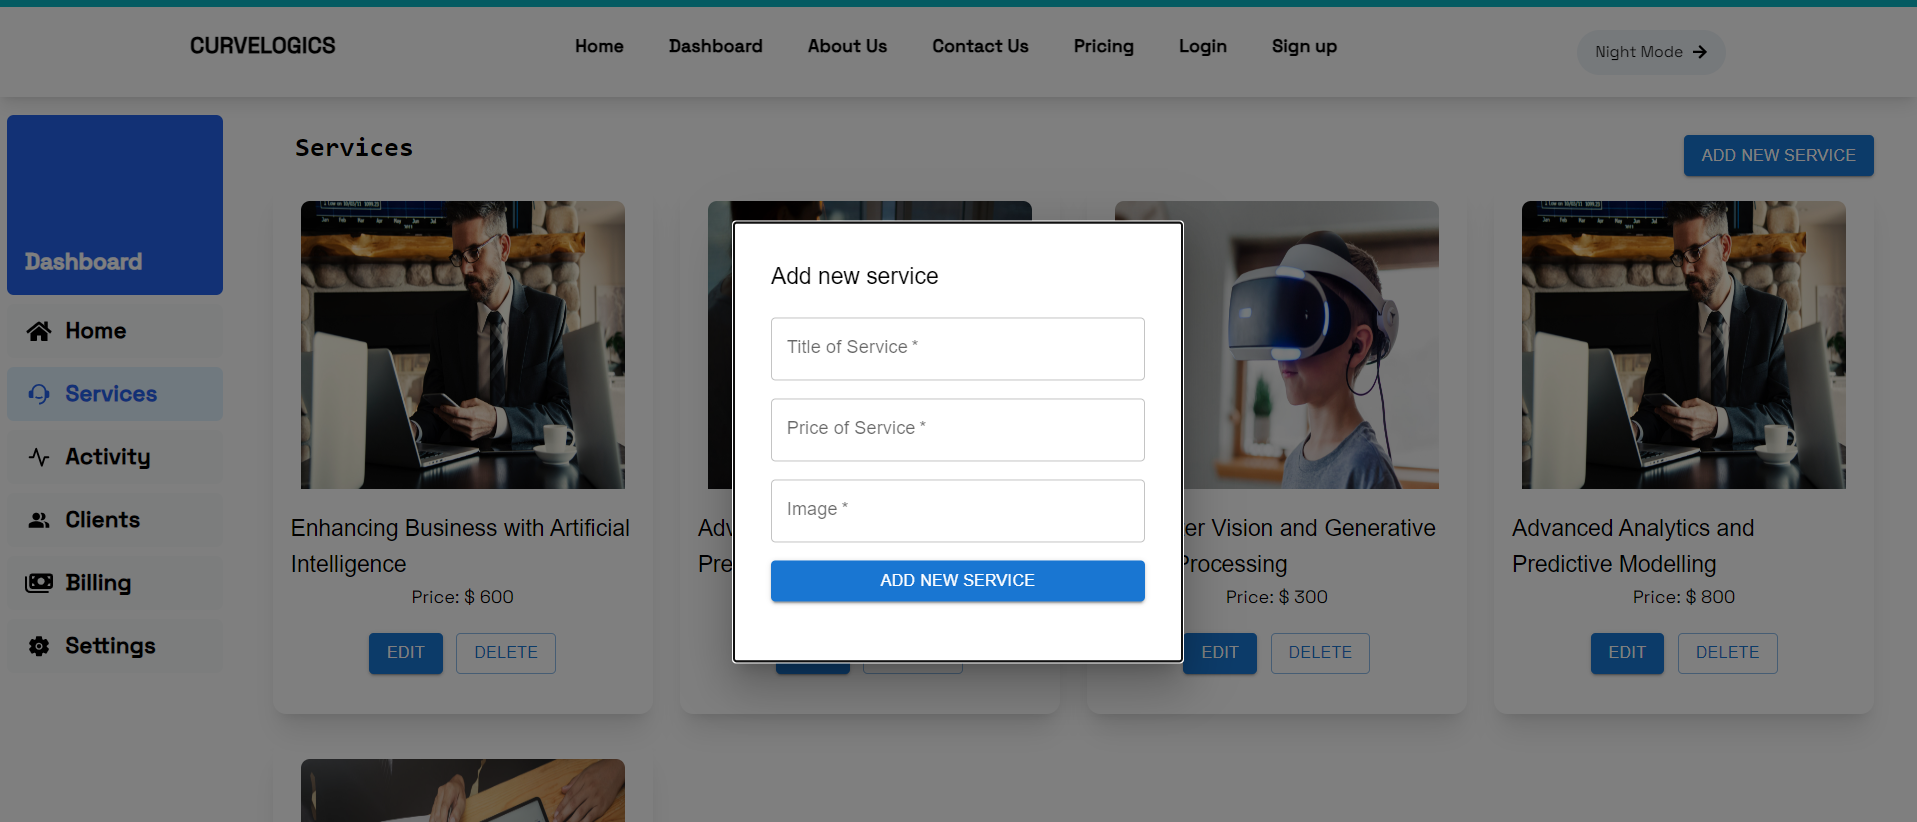 CURVELOGICS
Home
Dashboard
About Us
Contact Us
Pricing
Login
Sign up
Night Mode
Dashboard
Home
Services
Activity
Clients
Billing
Settings
Services
ADD NEW SERVICE
Enhancing Business with Artificial
Intelligence
Price: $ 600
EDIT
DELETE
Adv
Pre
er Vision and Generative
Processing
Price: $ 300
EDIT
DELETE
Advanced Analytics and
Predictive Modelling
Price: $ 800
EDIT
DELETE
Add new service
Title of Service *
Price of Service *
Image *
ADD NEW SERVICE